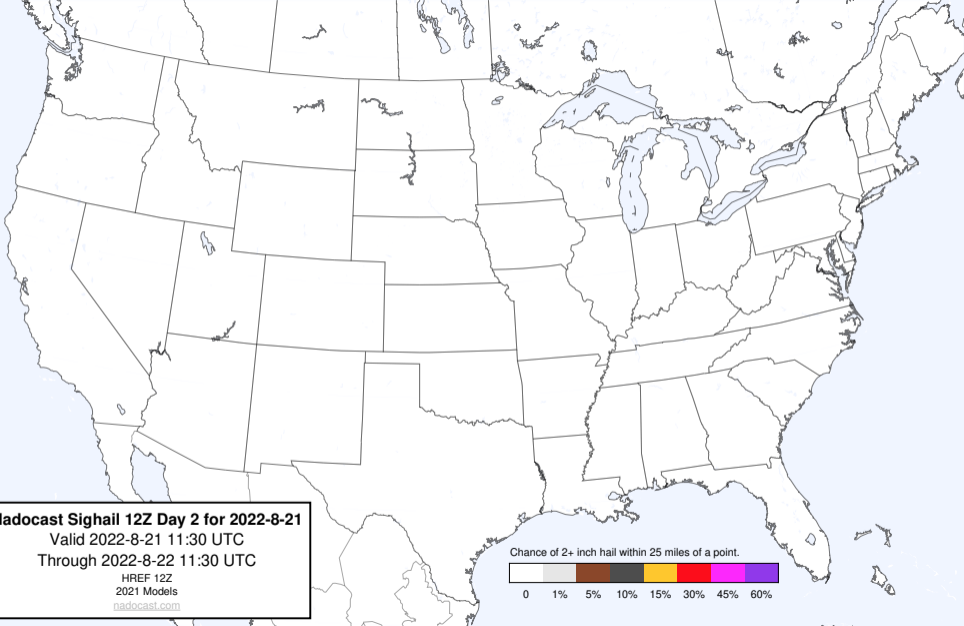 adocast Sighail 12Z Day 2 for 2022-8-21
Valid 2022-8-21 11:30 UTC
Through 2022-8-22 11:30 UTC
HREF 12Z
2021 Models
nadocast.com
Chance of 2+ inch hail within 25 miles of a point.
0 1% 5% 10% 15% 30% 45% 60%